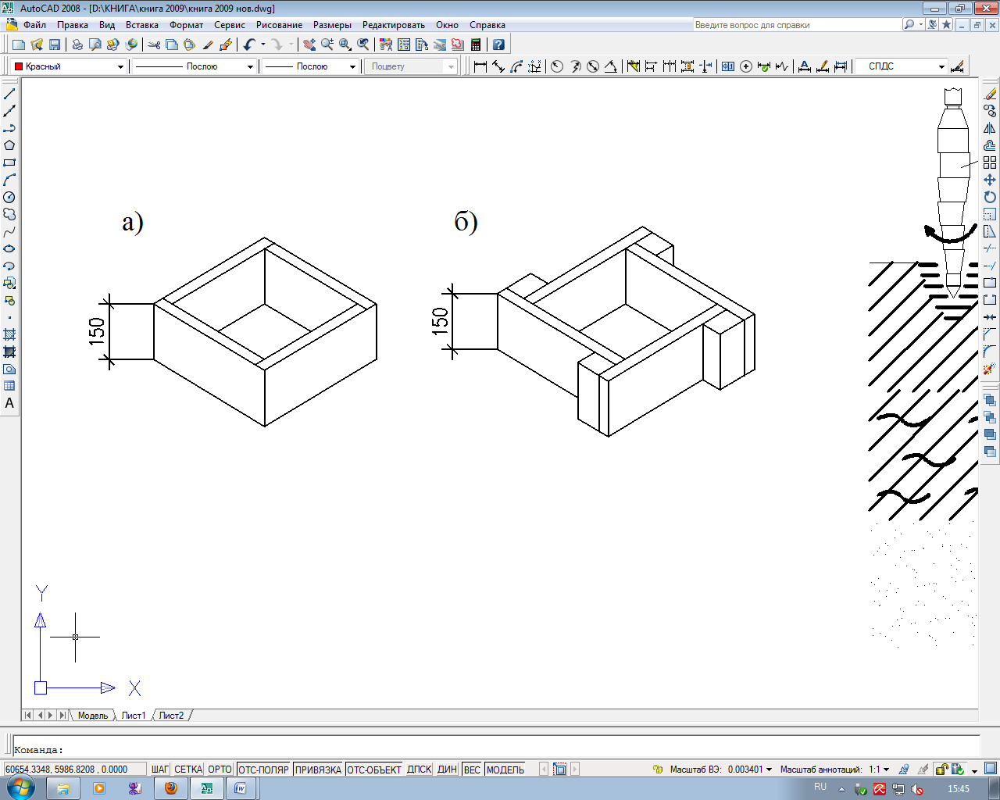 AutoCAD 2008 - [D:\КНИГА\книга 2009\книга 2009 нов.dwg]
Файл Правка Вид Вставка Формат Сервис Рисование Размеры Редактировать Окно Справка
Введите вопрос для справки
Красный Послою Послою Поцвету СПДС
а) б)
150 150
Y
X
Модель Лист1 Лист2
Команда:
60654.3348, 5986.8208 , 0.0000 ШАГ СЕТКА ОРТО ОТС-ПОЛЯР ПРИВЯЗКА ОТС-ОБЪЕКТ ДПСК ДИН ВЕС МОДЕЛЬ Масштаб ВЭ: 0.003401 Масштаб аннотаций: 1:1
RU 15:45